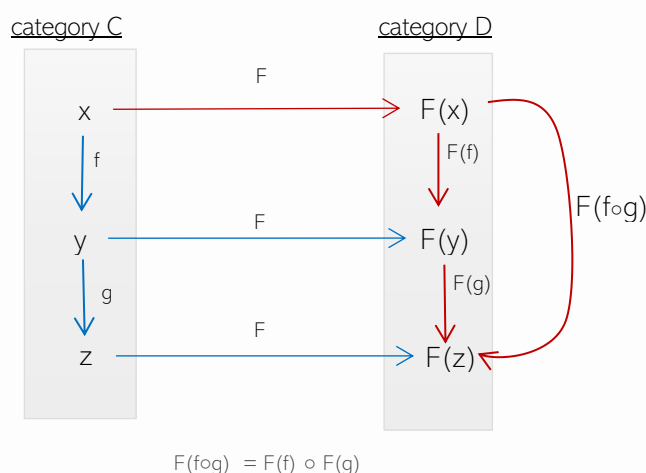 category C
category D
F
x
F(x)
f
F(f)
F(f∘g)
F
y
F(y)
g
F(g)
F
z
F(z)
F(f∘g) = F(f) ∘ F(g)